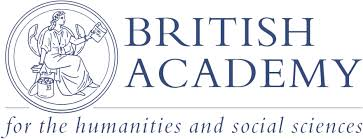 BRITISH
ACADEMY
for the humanities and social sciences